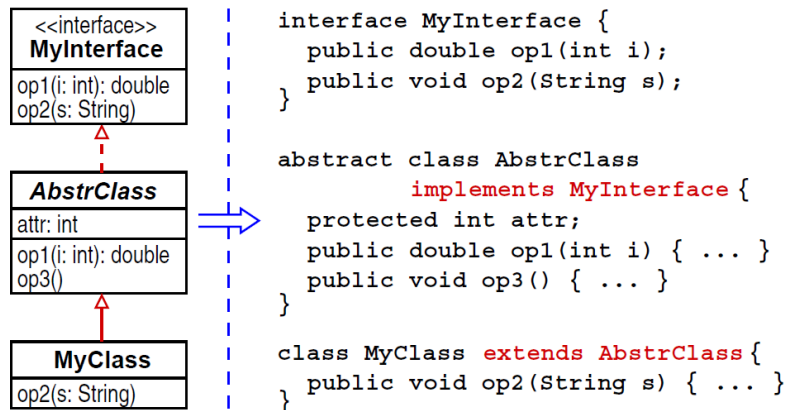 <<interface>>
MyInterface
op1(i: int): double
op2(s: String)
AbstrClass
attr: int
op1(i: int): double
op3()
MyClass
op2(s: String)
interface MyInterface {
public double op1(int i);
public void op2(String s);
}
abstract class AbstrClass
implements MyInterface {
protected int attr;
public double op1(int i) { ... }
public void op3() { ... }
}
class MyClass extends AbstrClass {
public void op2(String s) { ... }
}